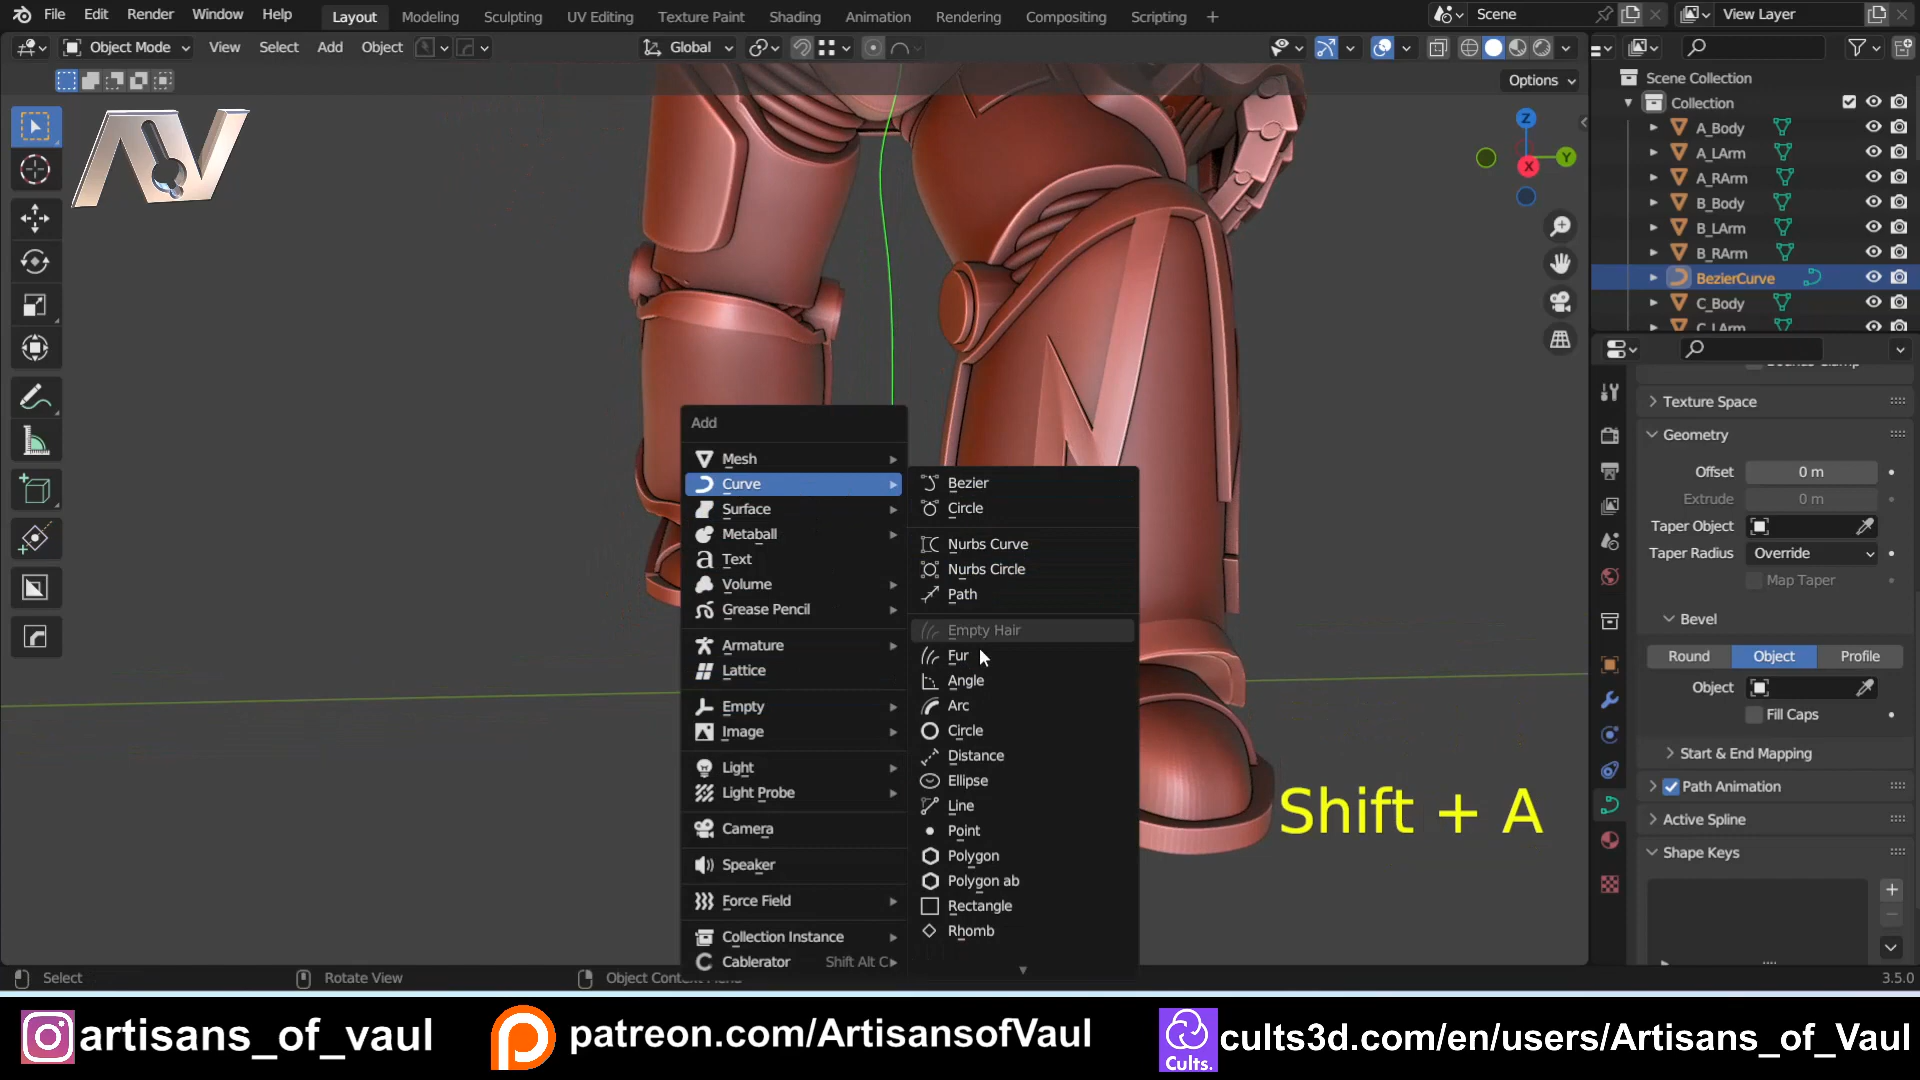 File Edit Render Window Help Layout Modeling Sculpting UV Editing Texture Paint Shading Animation Rendering Compositing Scripting + Scene View Layer
Object Mode View Select Add Object Global
Options
Scene Collection
Collection
A_Body
A_LArm
A_RArm
B_Body
B_LArm
B_RArm
BezierCurve
C_Body
C_LArm
Z
Y
X
Add
Mesh
Curve
Surface
Metaball
Text
Volume
Grease Pencil
Armature
Lattice
Empty
Image
Light
Light Probe
Camera
Speaker
Force Field
Collection Instance
Cablerator Shift Alt C
Bezier
Circle
Nurbs Curve
Nurbs Circle
Path
Empty Hair
Fur
Angle
Arc
Circle
Distance
Ellipse
Line
Point
Polygon
Polygon ab
Rectangle
Rhomb
Shift + A
Texture Space
Geometry
Offset 0 m
Extrude 0 m
Taper Object
Taper Radius Override
Map Taper
Bevel
Round Object Profile
Object
Fill Caps
Start & End Mapping
Path Animation
Active Spline
Shape Keys
Select Rotate View Object 3.5.0
artisans_of_vaul patreon.com/ArtisansofVaul Cults. cults3d.com/en/users/Artisans_of_Vaul